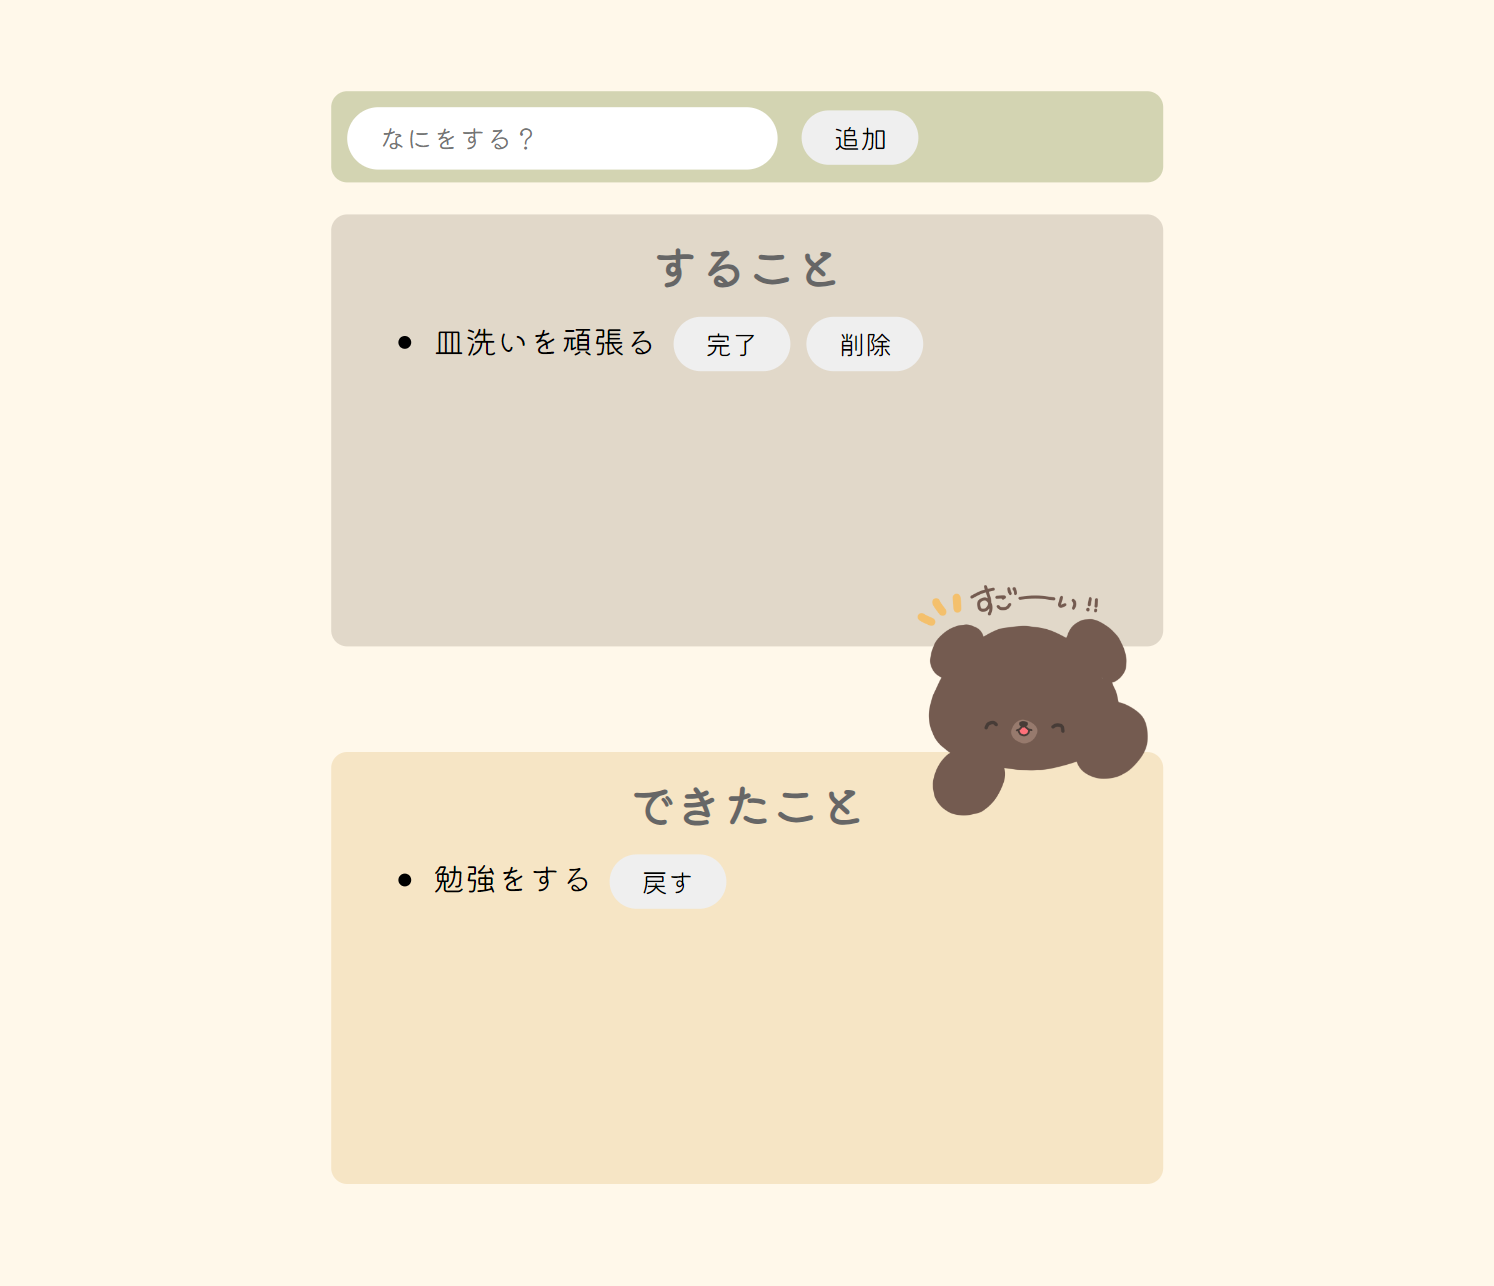 なにをする？ 追加
すること
皿洗いを頑張る 完了 削除
すご——い!!
できたこと
勉強をする 戻す